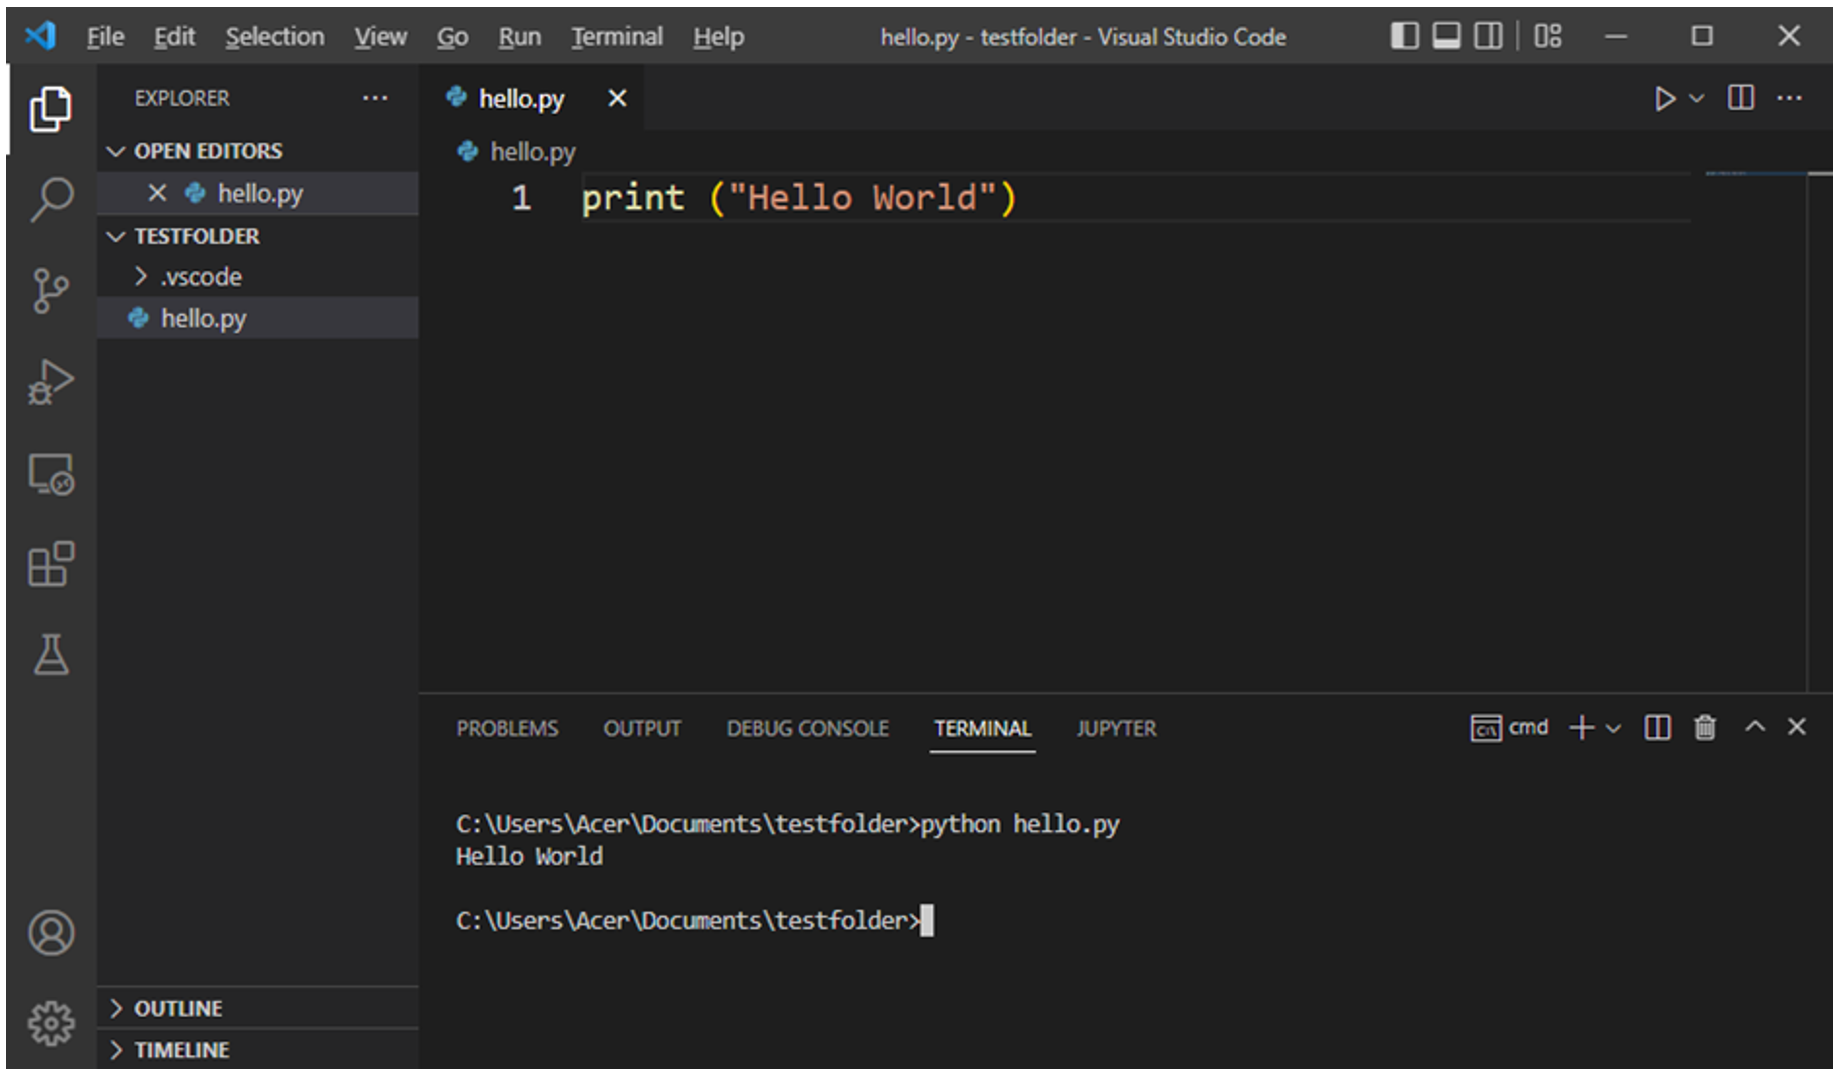 File Edit Selection View Go Run Terminal Help hello.py - testfolder - Visual Studio Code
EXPLORER
OPEN EDITORS
hello.py
TESTFOLDER
.vscode
hello.py
OUTLINE
TIMELINE
hello.py
hello.py
1 print ("Hello World")
PROBLEMS OUTPUT DEBUG CONSOLE TERMINAL JUPYTER cmd
C:\Users\Acer\Documents\testfolder>python hello.py
Hello World
C:\Users\Acer\Documents\testfolder>